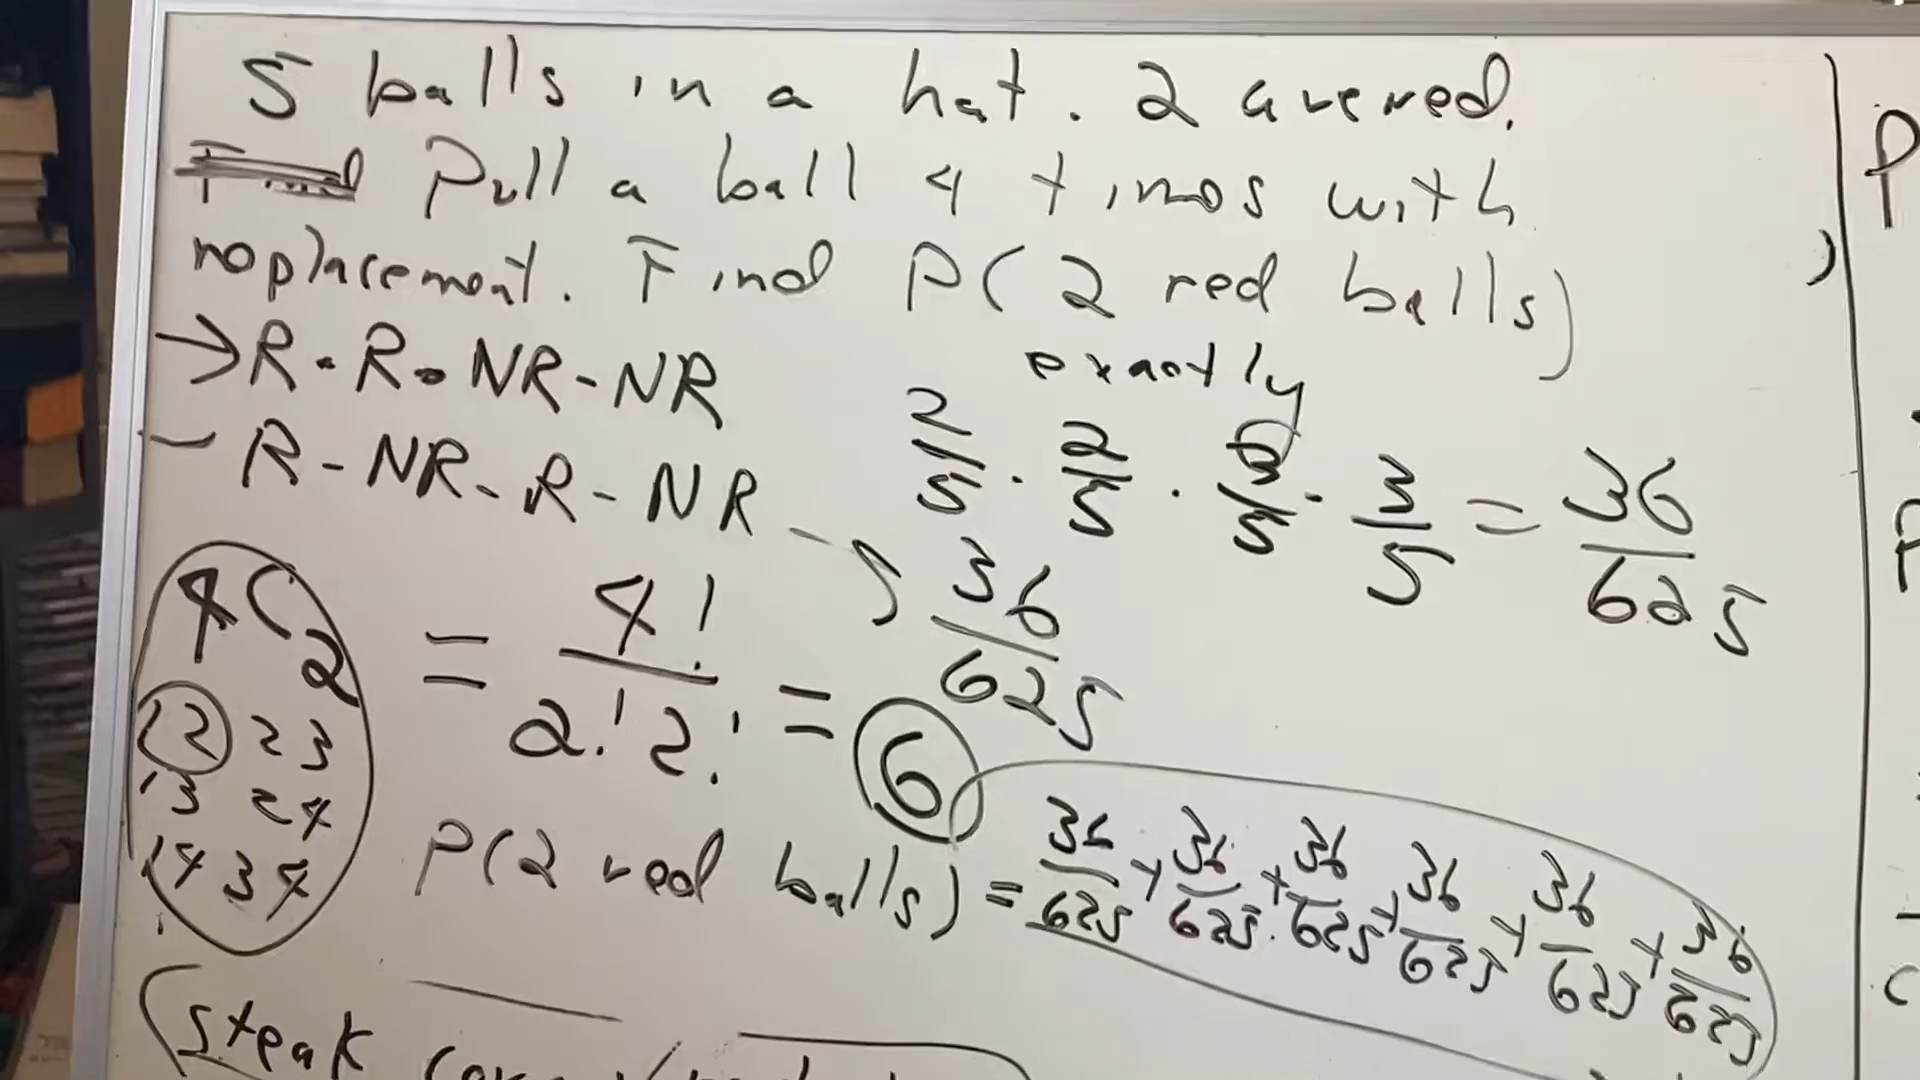 5 balls in a hat. 2 are red.
Pull a ball 4 times with
replacement. Find P(2 red balls)
exactly
→ R - R - NR - NR
- R - NR - R - NR
2/5 · 2/5 · 3/5 · 3/5 = 36/625
36/625
4C2 = 4!/2!2! = 6
12 23
13 24
14 34
P(2 red balls) = 36/625 + 36/625 + 36/625 + 36/625 + 36/625 + 36/625
steak
P